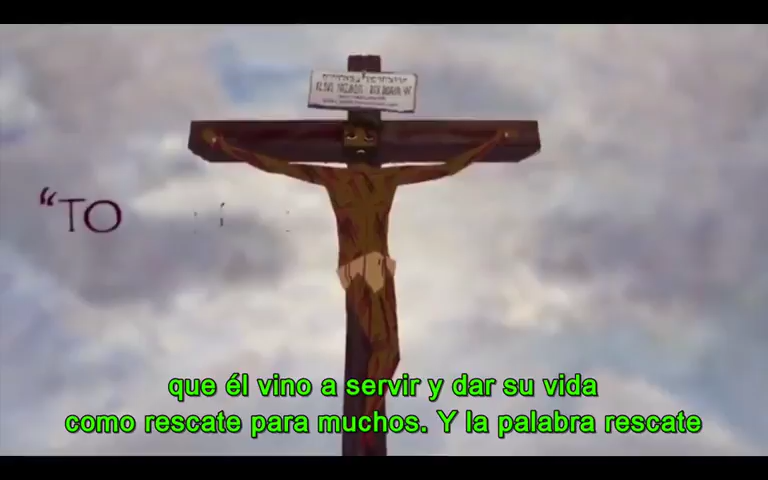 “TO
que él vino a servir y dar su vida
como rescate para muchos. Y la palabra rescate